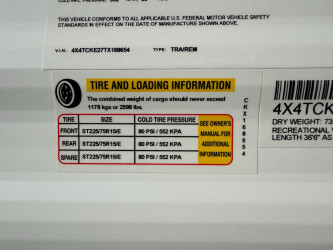 THIS VEHICLE CONFORMS TO ALL APPLICABLE U.S. FEDERAL MOTOR VEHICLE SAFETY
STANDARDS IN EFFECT ON THE DATE OF MANUFACTURE SHOWN ABOVE.
V.I.N.: 4X4TCKE27TX168654 TYPE: TRA/REM
TIRE AND LOADING INFORMATION
The combined weight of cargo should never exceed
1178 kgs or 2598 lbs.
TIRE SIZE COLD TIRE PRESSURE SEE OWNER'S
FRONT ST225/75R15/E 80 PSI / 552 KPA MANUAL FOR
REAR ST225/75R15/E 80 PSI / 552 KPA ADDITIONAL
SPARE ST225/75R15/E 80 PSI / 552 KPA INFORMATION
CKX168654
4X4TCK
DRY WEIGHT: 73
RECREATIONAL V
LENGTH 36'6" AS